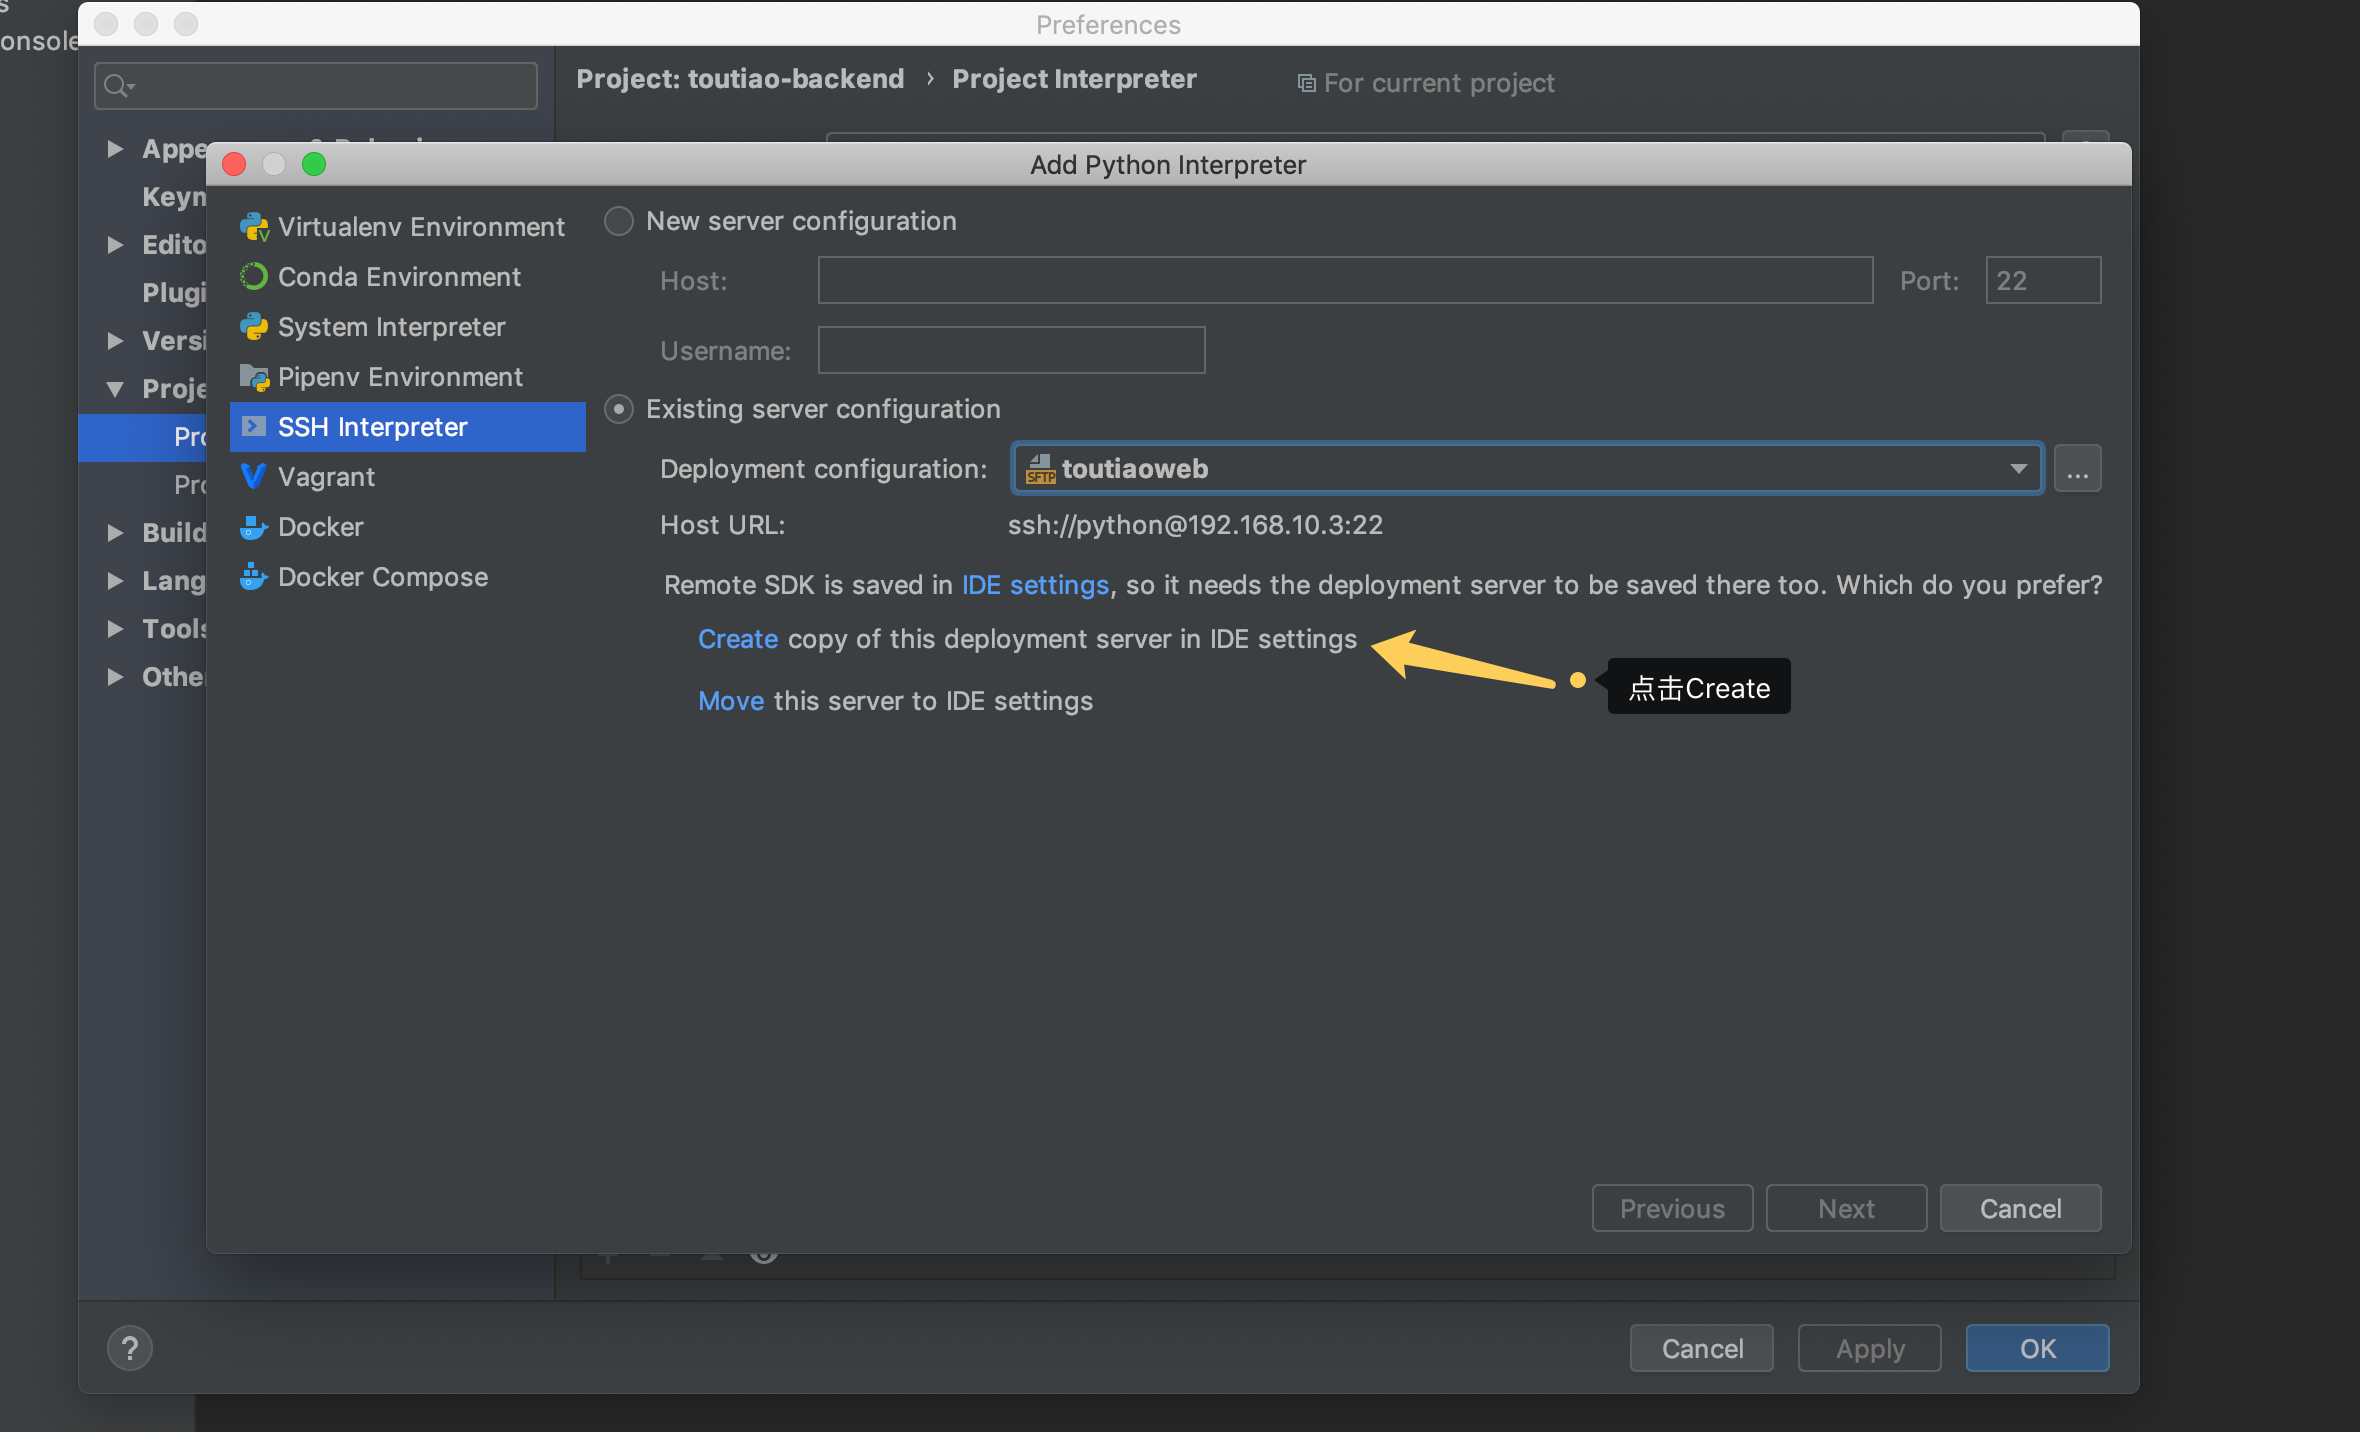 s
onsole
Preferences
Project: toutiao-backend › Project Interpreter
For current project
Appe
Keyn
Edito
Plugi
Versi
Proje
Pro
Pro
Build
Lang
Tools
Othe
Add Python Interpreter
Virtualenv Environment
Conda Environment
System Interpreter
Pipenv Environment
SSH Interpreter
Vagrant
Docker
Docker Compose
New server configuration
Host:
Port: 22
Username:
Existing server configuration
Deployment configuration: SFTP toutiaoweb ...
Host URL: ssh://python@192.168.10.3:22
Remote SDK is saved in IDE settings, so it needs the deployment server to be saved there too. Which do you prefer?
Create copy of this deployment server in IDE settings
点击Create
Move this server to IDE settings
Previous Next Cancel
? Cancel Apply OK